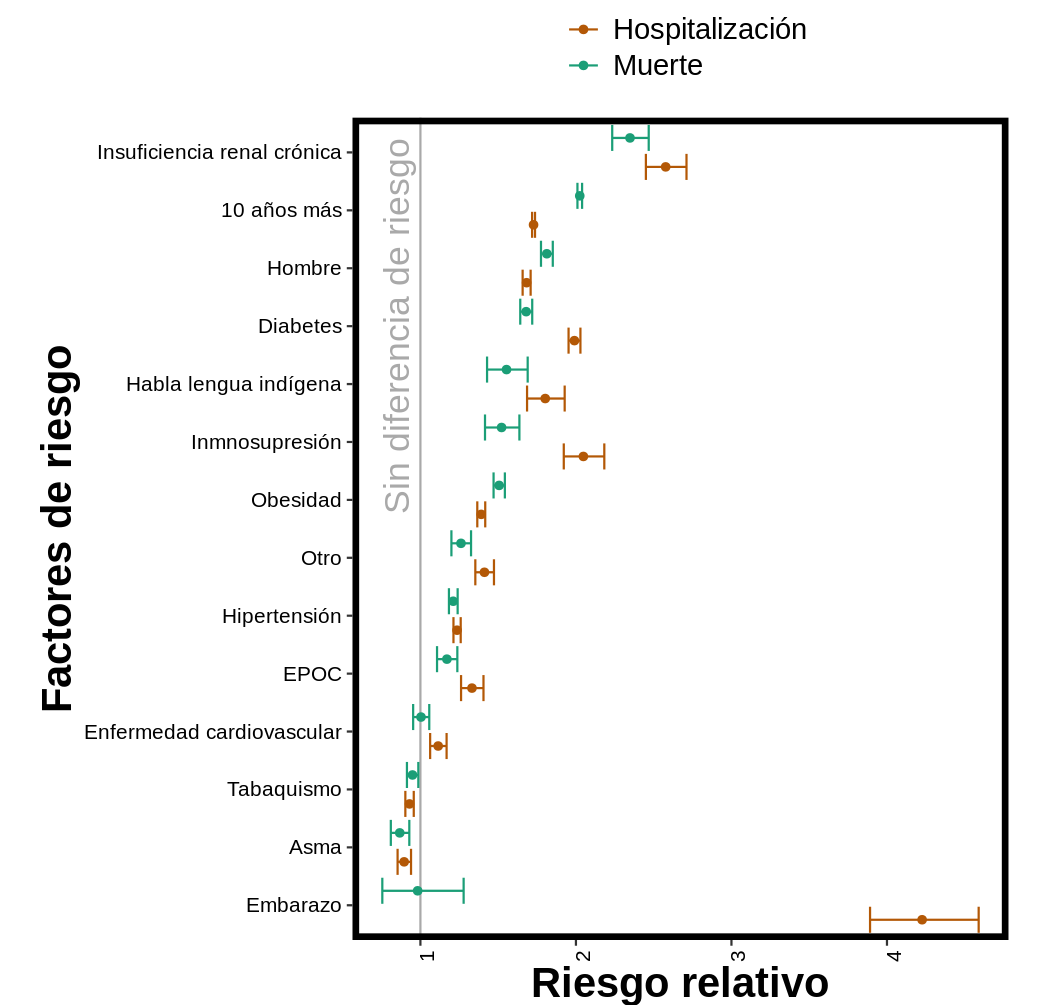 Hospitalización
Muerte
Factores de riesgo
Insuficiencia renal crónica
10 años más
Hombre
Diabetes
Habla lengua indígena
Inmnosupresión
Obesidad
Otro
Hipertensión
EPOC
Enfermedad cardiovascular
Tabaquismo
Asma
Embarazo
Sin diferencia de riesgo
1
2
3
4
Riesgo relativo